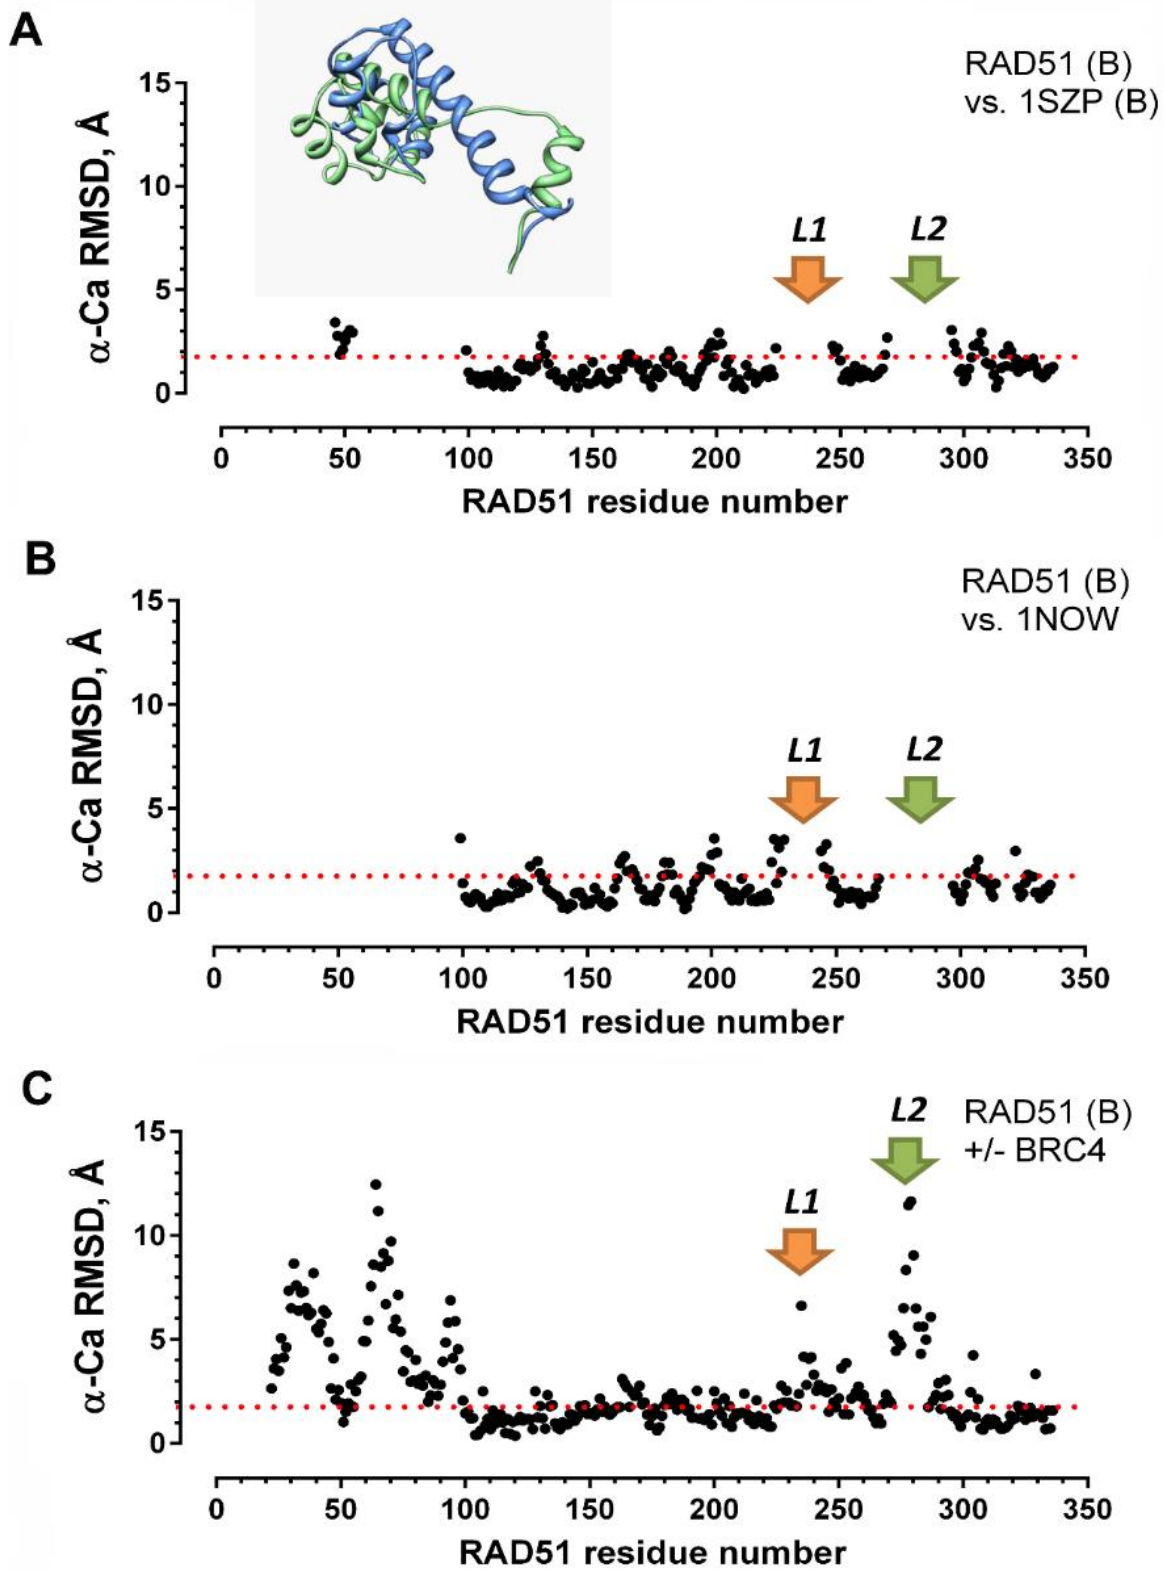 A
RAD51 (B)
vs. 1SZP (B)
α-Ca RMSD, Å
15
10
5
0
L1
L2
0 50 100 150 200 250 300 350
RAD51 residue number
B
RAD51 (B)
vs. 1NOW
α-Ca RMSD, Å
15
10
5
0
L1
L2
0 50 100 150 200 250 300 350
RAD51 residue number
C
RAD51 (B)
+/- BRC4
α-Ca RMSD, Å
15
10
5
0
L1
L2
0 50 100 150 200 250 300 350
RAD51 residue number